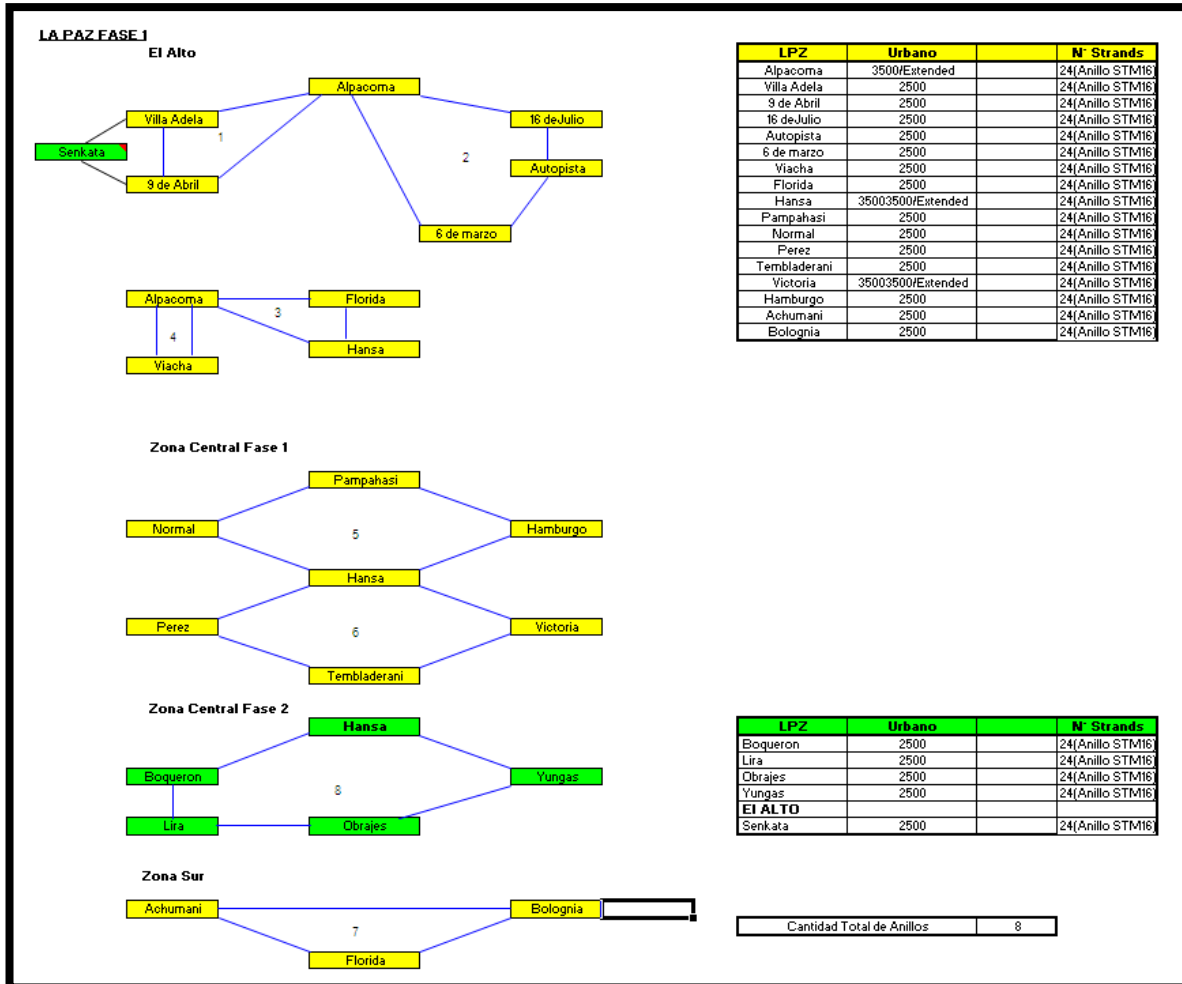 LA PAZ FASE 1
El Alto
Alpacoma
Villa Adela
16 deJulio
1
Senkata
2
Autopista
9 de Abril
6 de marzo
Alpacoma
Florida
3
4
Hansa
Viacha
LPZ Urbano N° Strands
Alpacoma 3500/Extended 24(Anillo STM16)
Villa Adela 2500 24(Anillo STM16)
9 de Abril 2500 24(Anillo STM16)
16 deJulio 2500 24(Anillo STM16)
Autopista 2500 24(Anillo STM16)
6 de marzo 2500 24(Anillo STM16)
Viacha 2500 24(Anillo STM16)
Florida 2500 24(Anillo STM16)
Hansa 35003500/Extended 24(Anillo STM16)
Pampahasi 2500 24(Anillo STM16)
Normal 2500 24(Anillo STM16)
Perez 2500 24(Anillo STM16)
Tembladerani 2500 24(Anillo STM16)
Victoria 35003500/Extended 24(Anillo STM16)
Hamburgo 2500 24(Anillo STM16)
Achumani 2500 24(Anillo STM16)
Bolognia 2500 24(Anillo STM16)
Zona Central Fase 1
Pampahasi
Normal
5
Hamburgo
Hansa
Perez
6
Victoria
Tembladerani
Zona Central Fase 2
Hansa
Boqueron
8
Yungas
Lira
Obrajes
LPZ Urbano N° Strands
Boqueron 2500 24(Anillo STM16)
Lira 2500 24(Anillo STM16)
Obrajes 2500 24(Anillo STM16)
Yungas 2500 24(Anillo STM16)
El ALTO
Senkata 2500 24(Anillo STM16)
Zona Sur
Achumani
Bolognia
7
Florida
Cantidad Total de Anillos 8